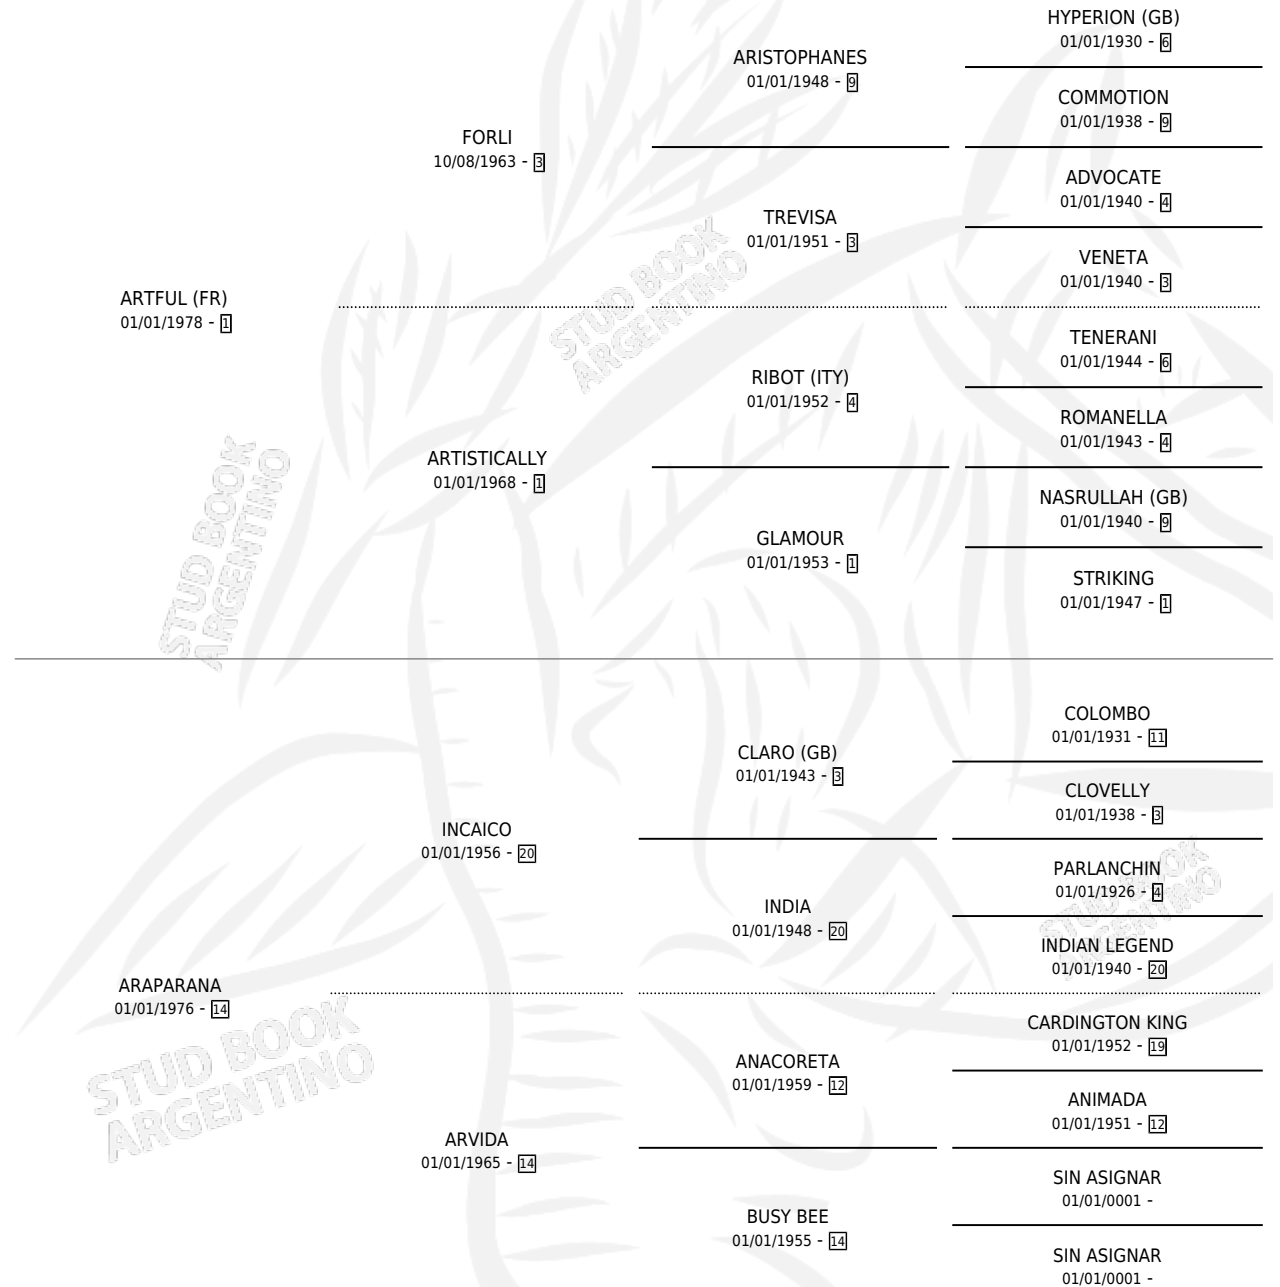 HYPERION (GB)
01/01/1930 - 6
ARISTOPHANES
01/01/1948 - 9
COMMOTION
01/01/1938 - 9
FORLI
10/08/1963 - 3
ADVOCATE
01/01/1940 - 4
TREVISA
01/01/1951 - 3
VENETA
01/01/1940 - 3
ARTFUL (FR)
01/01/1978 - 1
TENERANI
01/01/1944 - 6
RIBOT (ITY)
01/01/1952 - 4
ROMANELLA
01/01/1943 - 4
ARTISTICALLY
01/01/1968 - 1
NASRULLAH (GB)
01/01/1940 - 9
GLAMOUR
01/01/1953 - 1
STRIKING
01/01/1947 - 1
COLOMBO
01/01/1931 - 11
CLARO (GB)
01/01/1943 - 3
CLOVELLY
01/01/1938 - 3
INCAICO
01/01/1956 - 20
PARLANCHIN
01/01/1926 - 4
INDIA
01/01/1948 - 20
INDIAN LEGEND
01/01/1940 - 20
ARAPARANA
01/01/1976 - 14
CARDINGTON KING
01/01/1952 - 19
ANACORETA
01/01/1959 - 12
ANIMADA
01/01/1951 - 12
ARVIDA
01/01/1965 - 14
SIN ASIGNAR
01/01/0001 -
BUSY BEE
01/01/1955 - 14
SIN ASIGNAR
01/01/0001 -
STUD BOOK
ARGENTINO
STUD BOOK
ARGENTINO
STUD BOOK
ARGENTINO
STUD BOOK
ARGENTINO